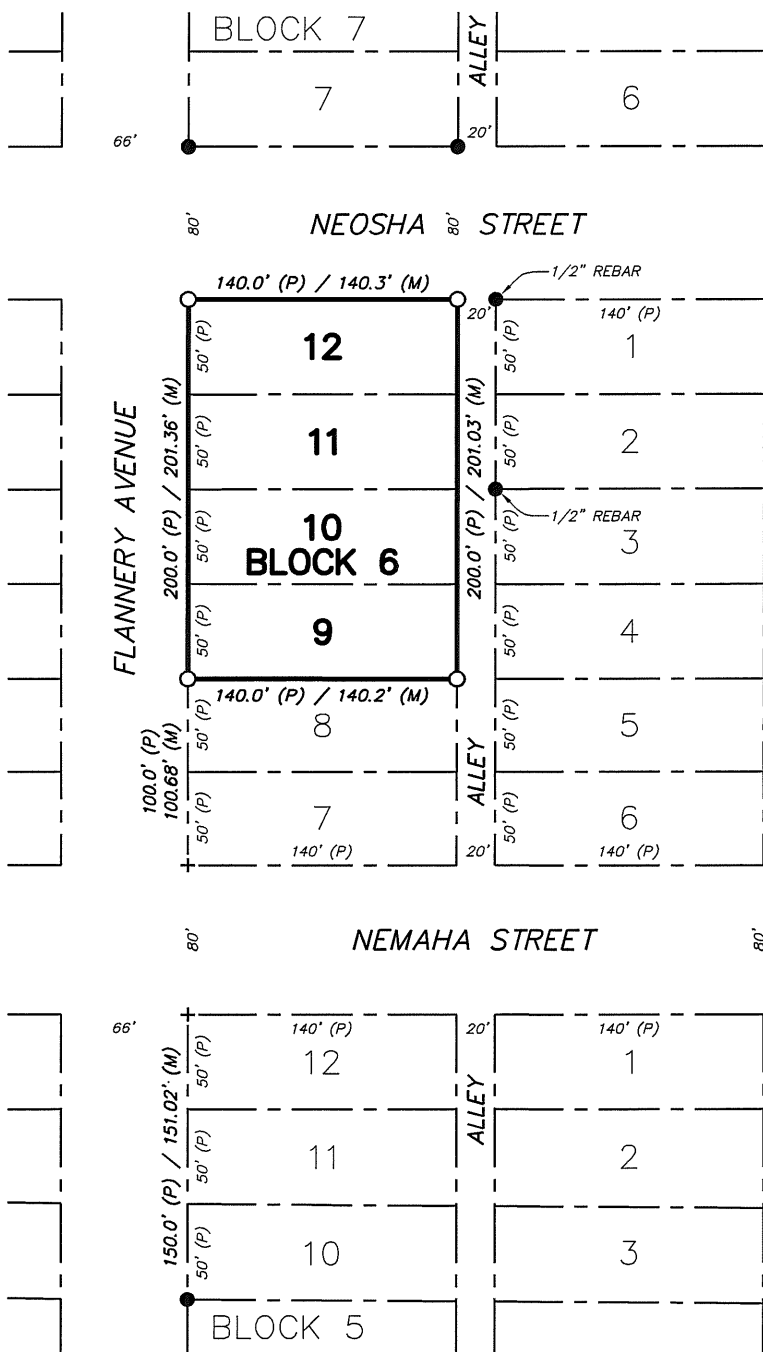 BLOCK 7
ALLEY
7
6
66'
20'
80'
NEOSHA
80'
STREET
140.0' (P) / 140.3' (M)
1/2" REBAR
20'
140' (P)
50' (P)
12
50' (P)
1
FLANNERY AVENUE
200.0' (P) / 201.36' (M)
50' (P)
11
200.0' (P) / 201.03' (M)
50' (P)
2
1/2" REBAR
50' (P)
10
BLOCK 6
50' (P)
3
50' (P)
9
50' (P)
4
140.0' (P) / 140.2' (M)
100.0' (P)
100.68' (M)
50' (P)
8
ALLEY
50' (P)
5
50' (P)
7
50' (P)
6
140' (P)
20'
140' (P)
80'
NEMAHA STREET
80'
66'
140' (P)
20'
140' (P)
150.0' (P) / 151.02' (M)
50' (P)
12
ALLEY
1
50' (P)
11
2
50' (P)
10
3
BLOCK 5